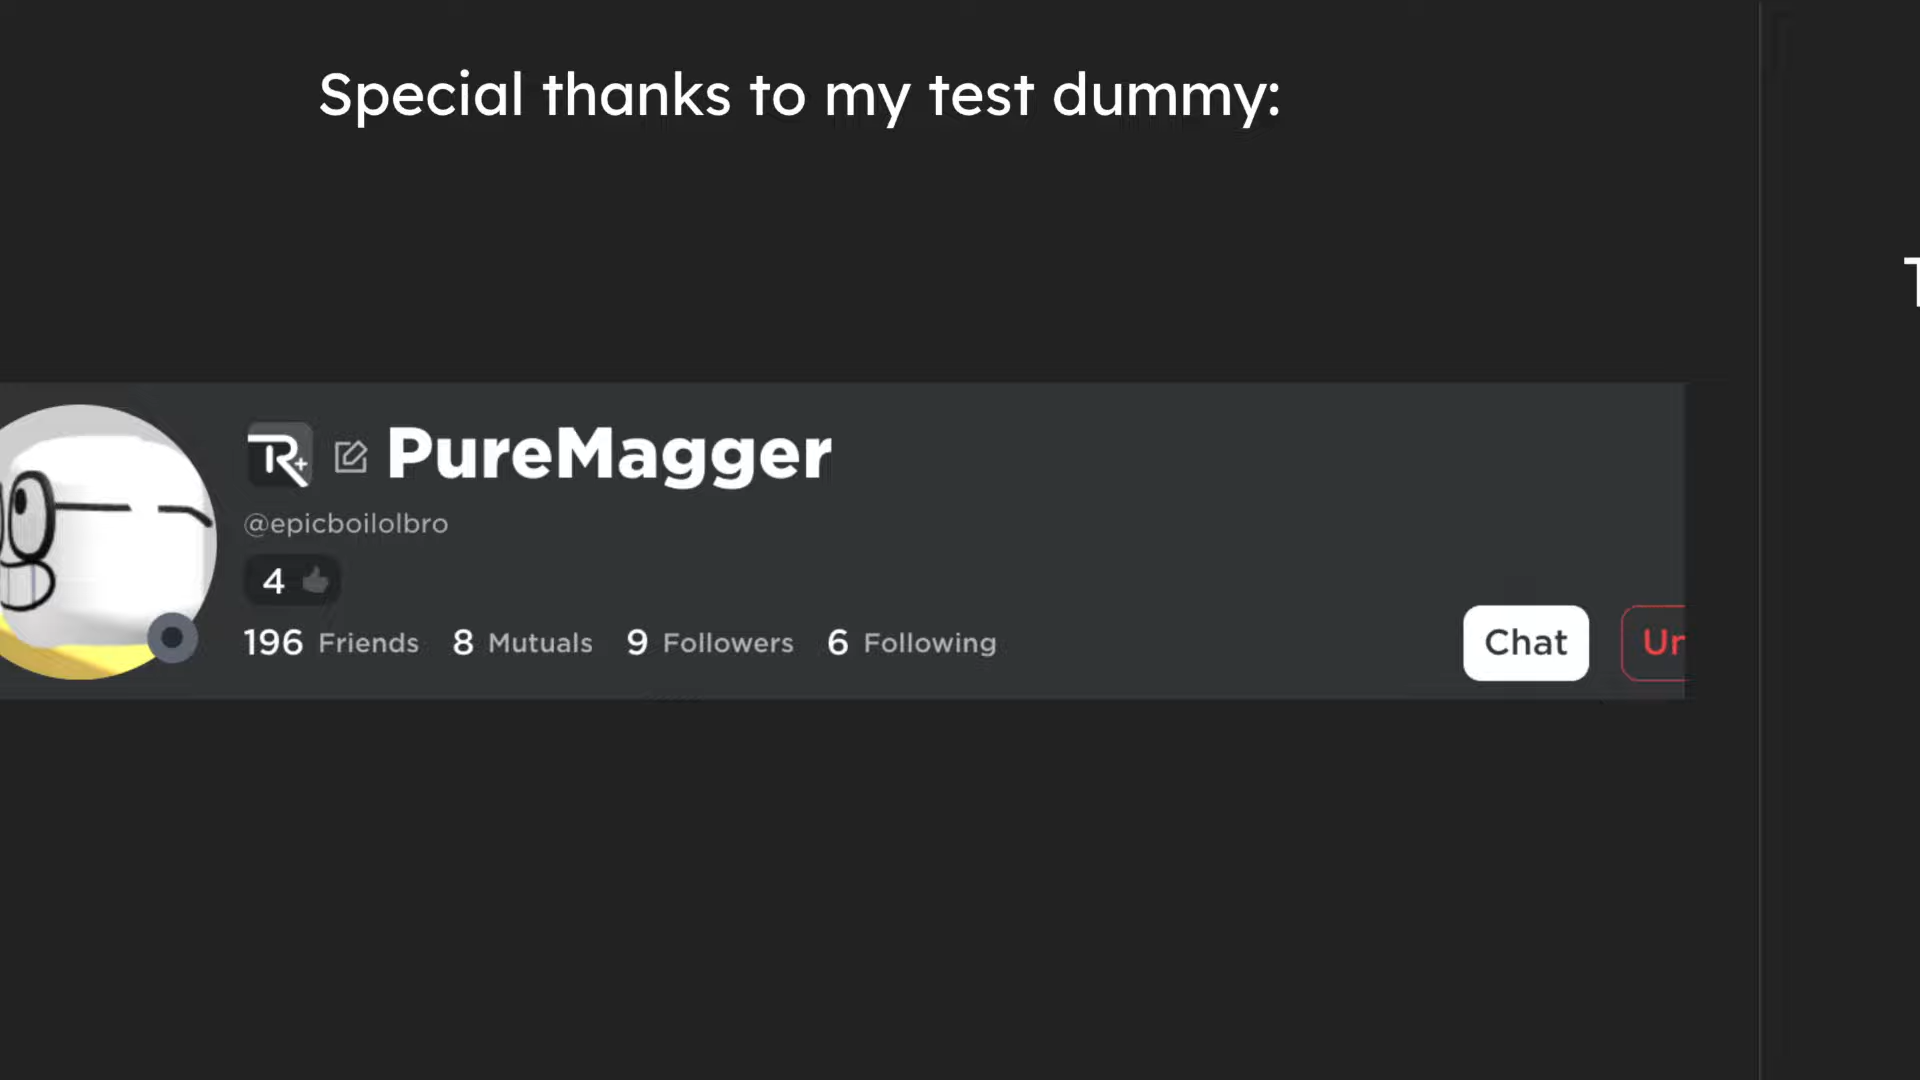 Special thanks to my test dummy:
PureMagger
@epicboilolbro
4
196 Friends 8 Mutuals 9 Followers 6 Following
Chat